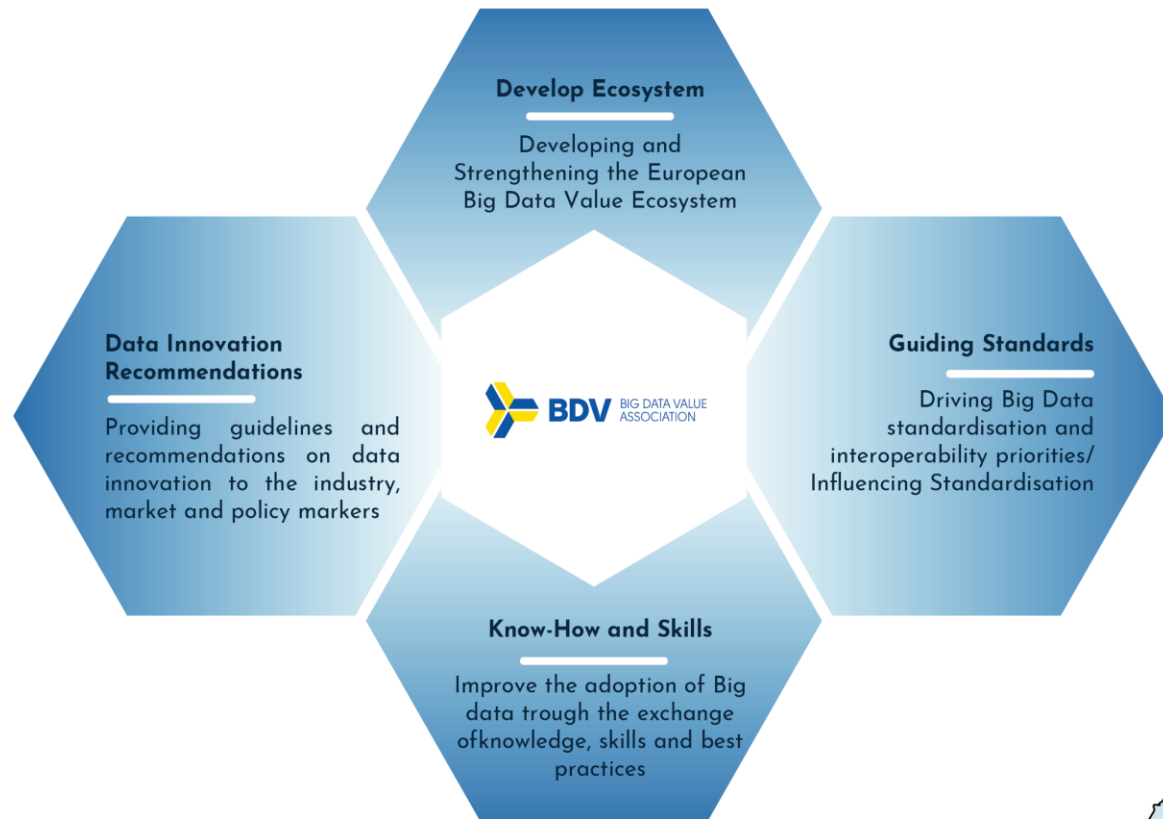 Develop Ecosystem
Developing and
Strengthening the European
Big Data Value Ecosystem
Data Innovation
Recommendations
Providing guidelines and
recommendations on data
innovation to the industry,
market and policy markers
BDV BIG DATA VALUE
ASSOCIATION
Guiding Standards
Driving Big Data
standardisation and
interoperability priorities/
Influencing Standardisation
Know-How and Skills
Improve the adoption of Big
data trough the exchange
ofknowledge, skills and best
practices